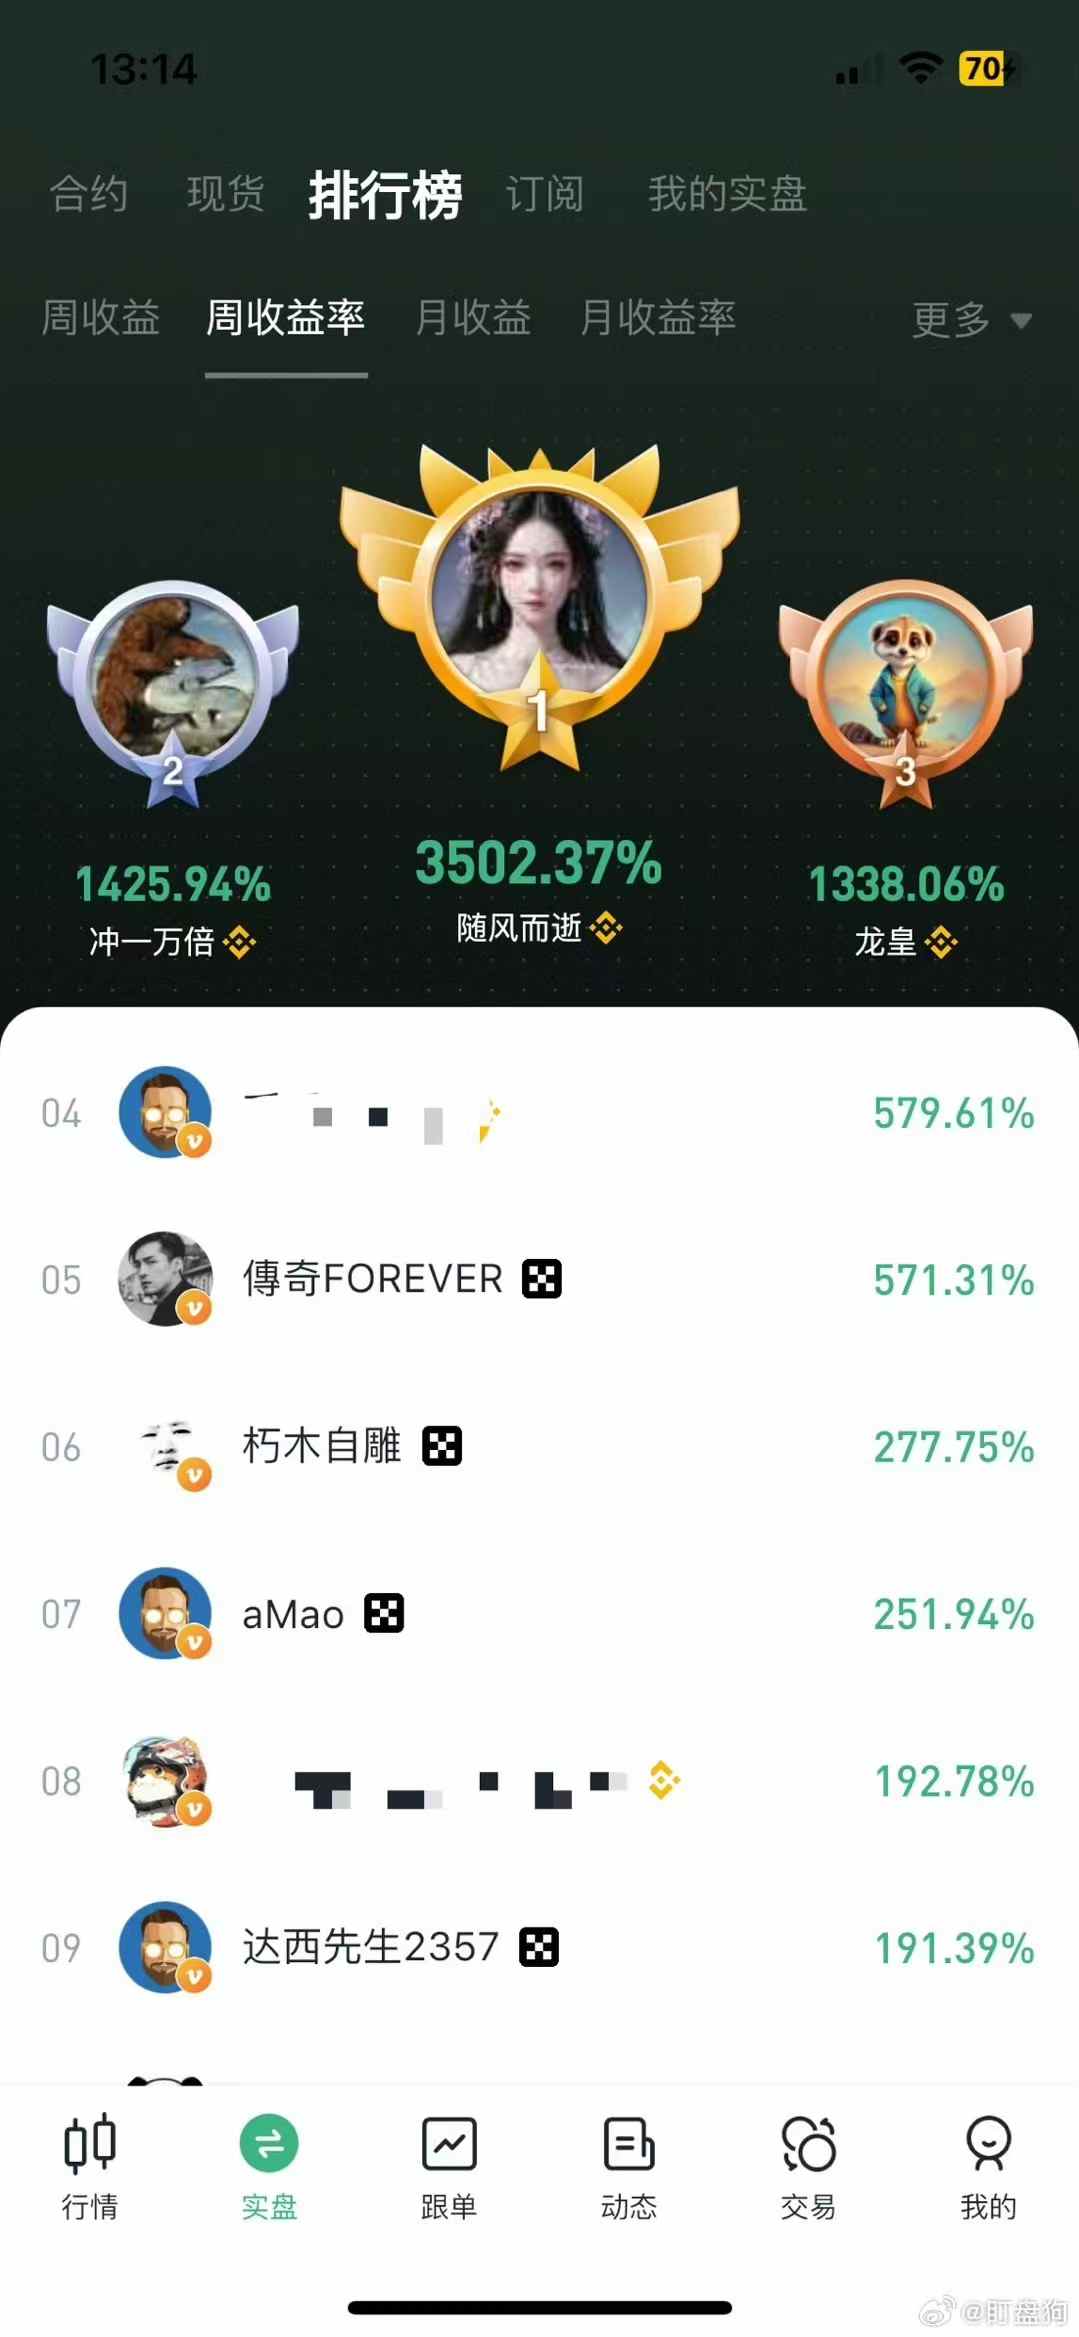 13:14
70
合约 现货 排行榜 订阅 我的实盘
周收益 周收益率 月收益 月收益率 更多
2
1
3
1425.94%
3502.37%
1338.06%
冲一万倍
随风而逝
龙皇
04 579.61%
05 傳奇FOREVER 571.31%
06 朽木自雕 277.75%
07 aMao 251.94%
08 192.78%
09 达西先生2357 191.39%
行情 实盘 跟单 动态 交易 我的
@盯盘狗